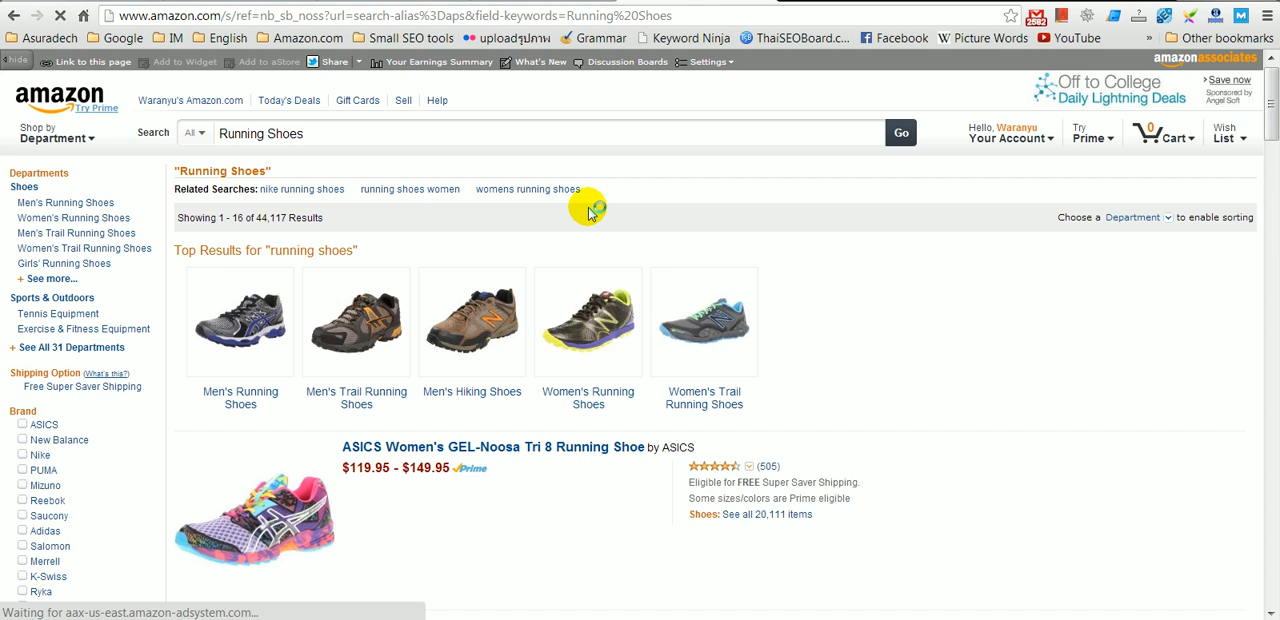 www.amazon.com/s/ref=nb_sb_noss?url=search-alias%3Daps&field-keywords=Running%20Shoes
2582
Asuradech Google IM English Amazon.com Small SEO tools uploadรูปภาพ Grammar Keyword Ninja ThaiSEOBoard.c... Facebook Picture Words YouTube » Other bookmarks
hide Link to this page Add to Widget Add to aStore Share Your Earnings Summary What's New Discussion Boards Settings amazonassociates
amazon
Try Prime
Waranyu's Amazon.com Today's Deals Gift Cards Sell Help
Off to College
Daily Lightning Deals
Save now
Sponsored by
Angel Soft
Shop by
Department
Search All Running Shoes Go
Hello, Waranyu
Your Account
Try
Prime
0
Cart
Wish
List
Departments
Shoes
Men's Running Shoes
Women's Running Shoes
Men's Trail Running Shoes
Women's Trail Running Shoes
Girls' Running Shoes
+ See more...
Sports & Outdoors
Tennis Equipment
Exercise & Fitness Equipment
+ See All 31 Departments
Shipping Option (What's this?)
Free Super Saver Shipping
Brand
ASICS
New Balance
Nike
PUMA
Mizuno
Reebok
Saucony
Adidas
Salomon
Merrell
K-Swiss
Ryka
"Running Shoes"
Related Searches: nike running shoes running shoes women womens running shoes
Showing 1 - 16 of 44,117 Results
Choose a Department to enable sorting
Top Results for "running shoes"
Men's Running
Shoes
Men's Trail Running
Shoes
Men's Hiking Shoes
Women's Running
Shoes
Women's Trail
Running Shoes
ASICS Women's GEL-Noosa Tri 8 Running Shoe by ASICS
$119.95 - $149.95 Prime
(505)
Eligible for FREE Super Saver Shipping.
Some sizes/colors are Prime eligible
Shoes: See all 20,111 items
Waiting for aax-us-east.amazon-adsystem.com...